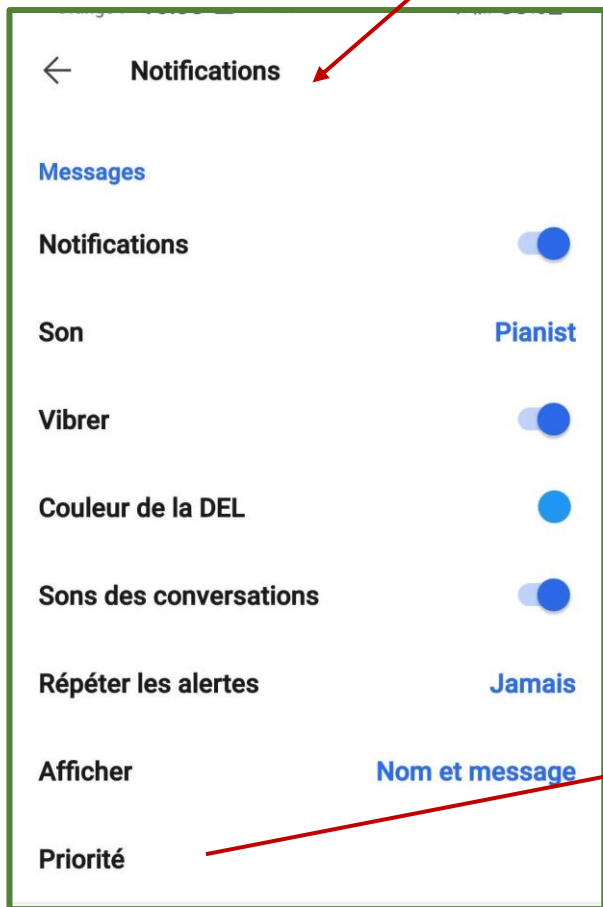 Notifications
Messages
Notifications
Son Pianist
Vibrer
Couleur de la DEL
Sons des conversations
Répéter les alertes Jamais
Afficher Nom et message
Priorité